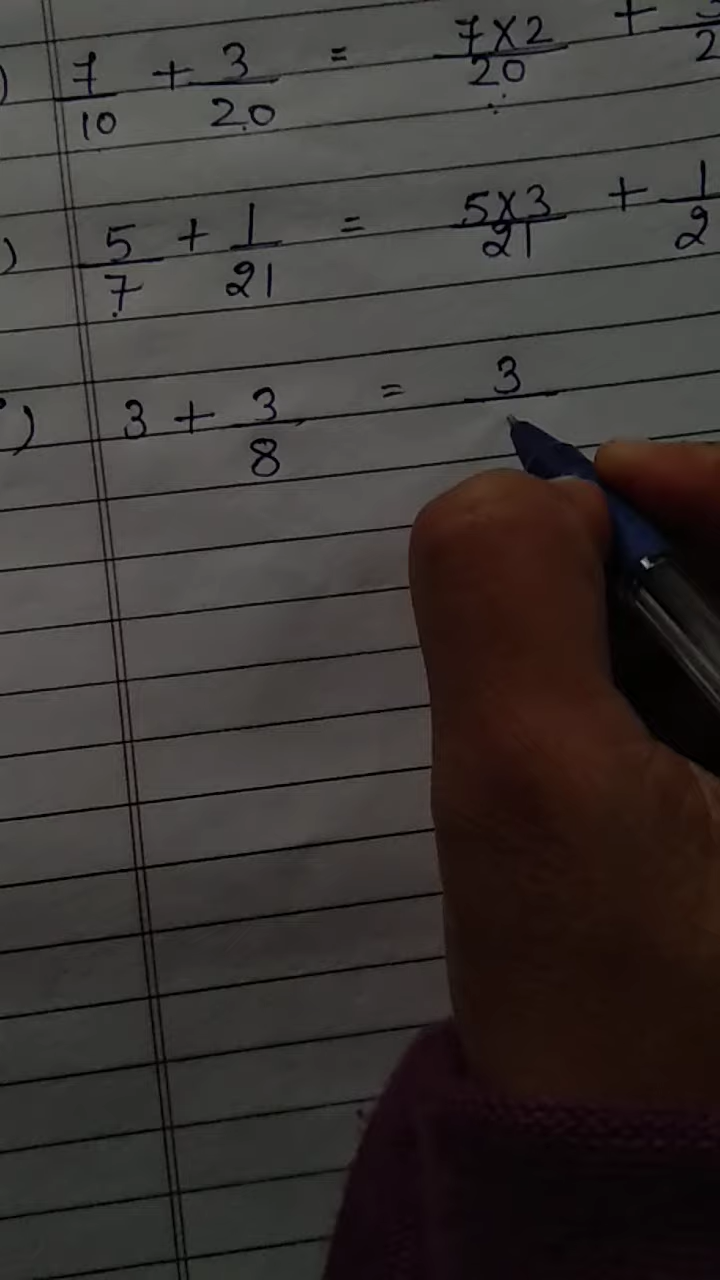 ) 7/10 + 3/20 = 7×2/20 +
) 5/7 + 1/21 = 5×3/21 + 1/2
) 3 + 3/8 = 3/